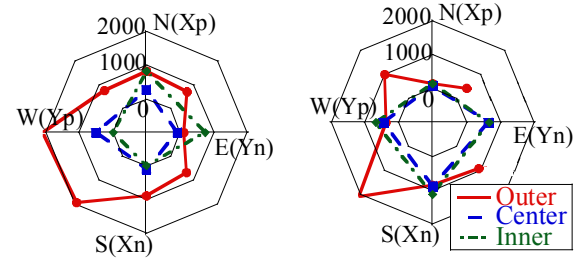 2000
N(Xp)
1000
0
W(Yp)
E(Yn)
S(Xn)
2000
N(Xp)
1000
0
W(Yp)
E(Yn)
S(Xn)
Outer
Center
Inner